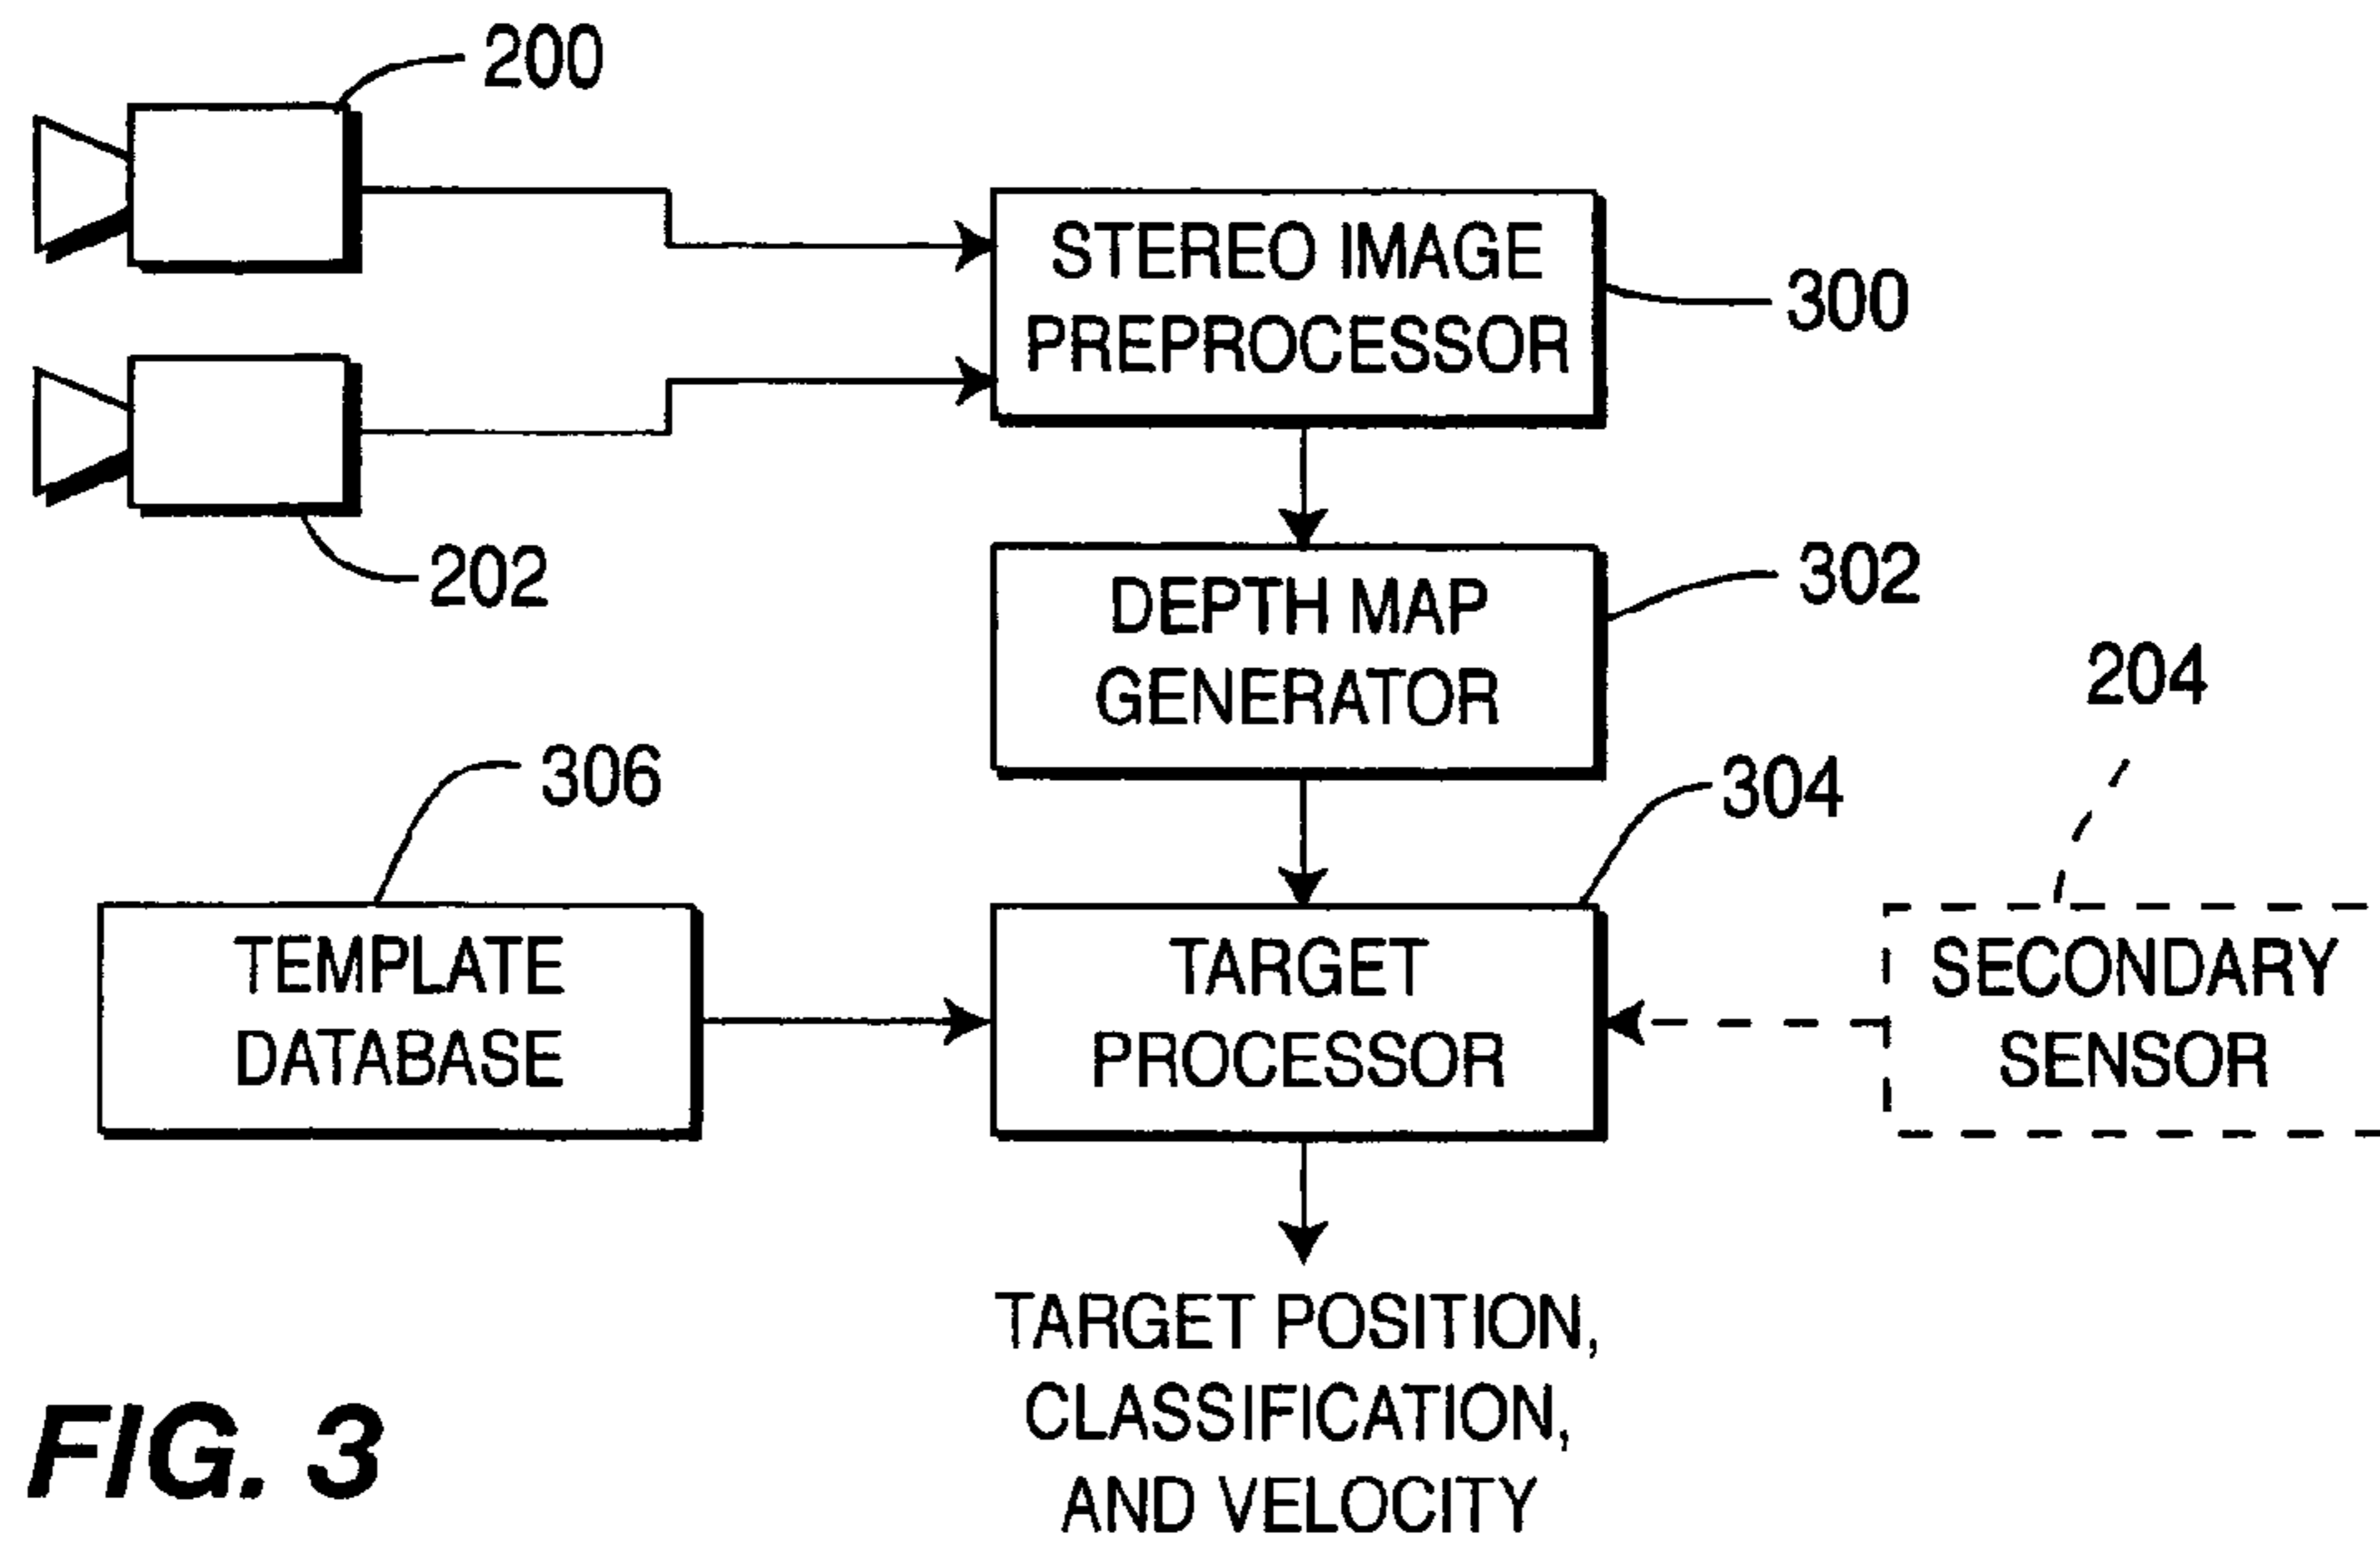 200
STEREO IMAGE
PREPROCESSOR
300
202
DEPTH MAP
GENERATOR
302
204
306
304
TEMPLATE
DATABASE
TARGET
PROCESSOR
SECONDARY
SENSOR
TARGET POSITION,
CLASSIFICATION,
AND VELOCITY
FIG. 3